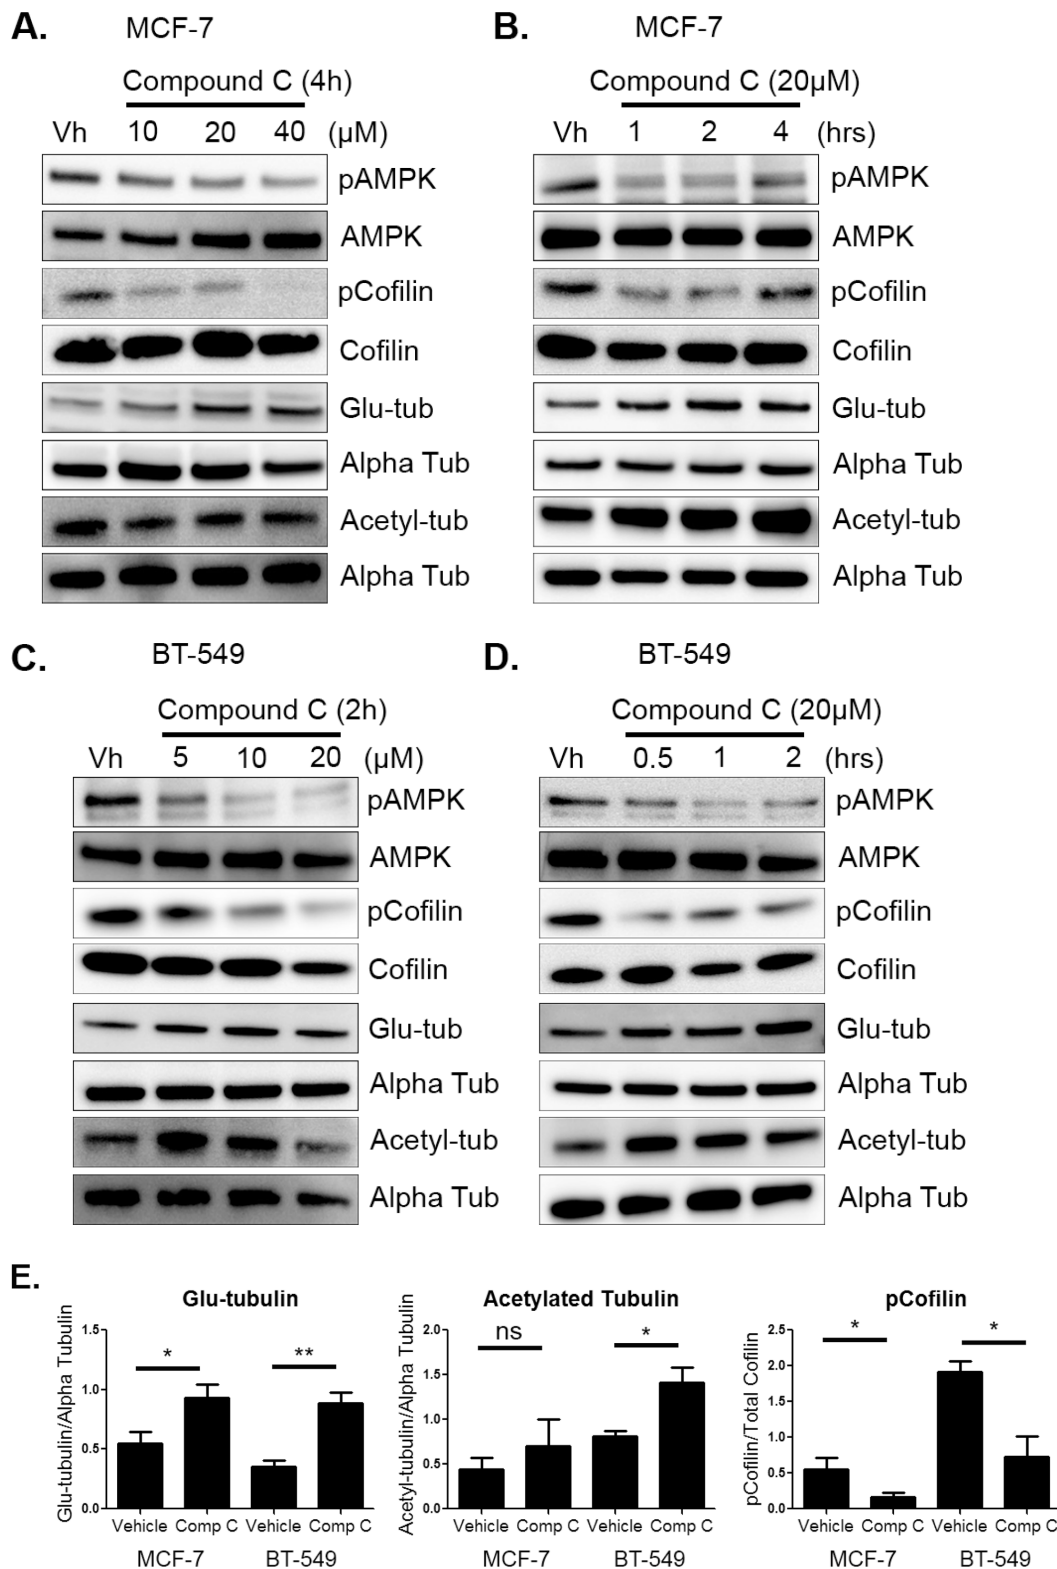 A.
MCF-7
Compound C (4h)
Vh 10 20 40 (µM)
pAMPK
AMPK
pCofilin
Cofilin
Glu-tub
Alpha Tub
Acetyl-tub
Alpha Tub
B.
MCF-7
Compound C (20µM)
Vh 1 2 4 (hrs)
pAMPK
AMPK
pCofilin
Cofilin
Glu-tub
Alpha Tub
Acetyl-tub
Alpha Tub
C.
BT-549
Compound C (2h)
Vh 5 10 20 (µM)
pAMPK
AMPK
pCofilin
Cofilin
Glu-tub
Alpha Tub
Acetyl-tub
Alpha Tub
D.
BT-549
Compound C (20µM)
Vh 0.5 1 2 (hrs)
pAMPK
AMPK
pCofilin
Cofilin
Glu-tub
Alpha Tub
Acetyl-tub
Alpha Tub
E.
Glu-tubulin
Glu-tubulin/Alpha Tubulin
1.5
1.0
0.5
0.0
* **
Vehicle Comp C Vehicle Comp C
MCF-7 BT-549
Acetylated Tubulin
Acetyl-tubulin/Alpha Tubulin
2.0
1.5
1.0
0.5
0.0
ns *
Vehicle Comp C Vehicle Comp C
MCF-7 BT-549
pCofilin
pCofilin/Total Cofilin
2.5
2.0
1.5
1.0
0.5
0.0
* *
Vehicle Comp C Vehicle Comp C
MCF-7 BT-549